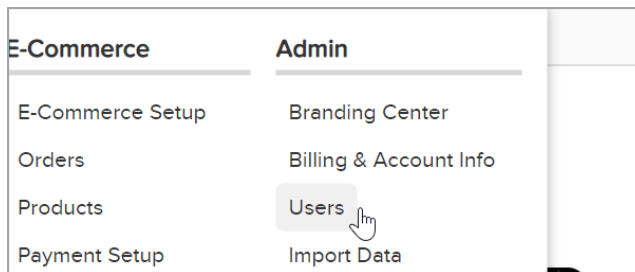 E-Commerce
E-Commerce Setup
Orders
Products
Payment Setup
Admin
Branding Center
Billing & Account Info
Users
Import Data